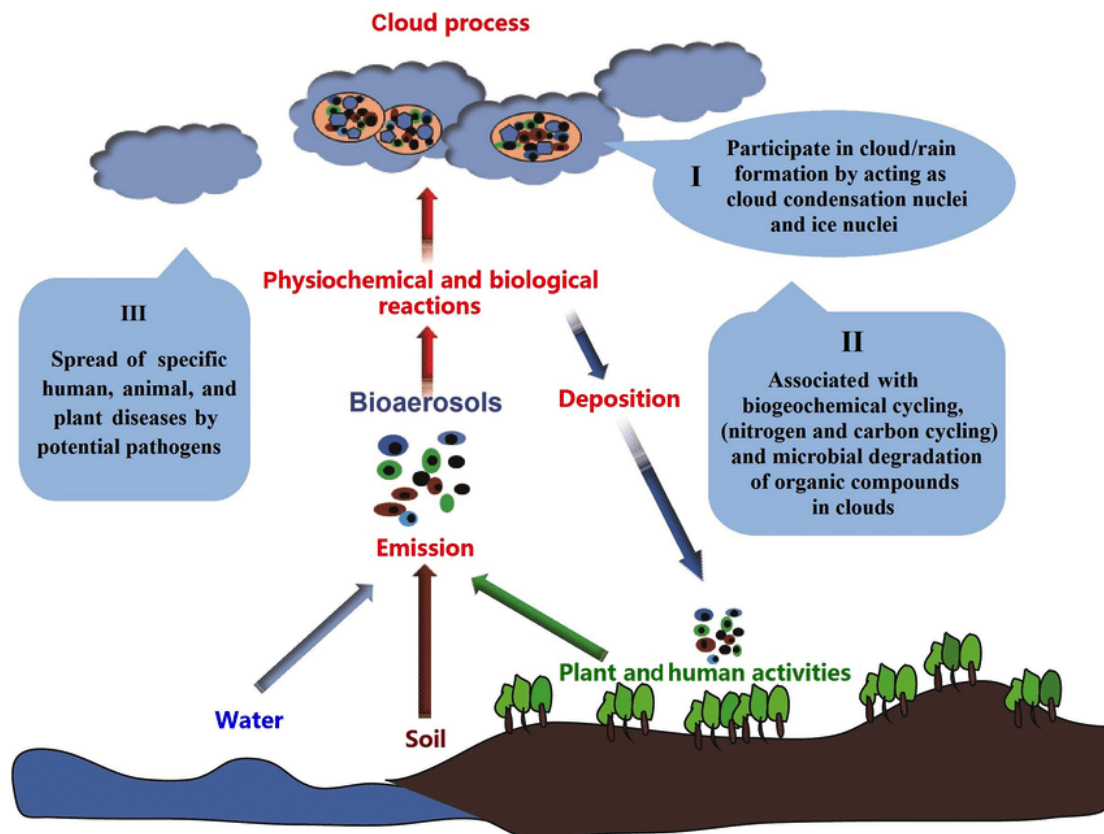 Cloud process
I
Participate in cloud/rain
formation by acting as
cloud condensation nuclei
and ice nuclei
Physiochemical and biological
reactions
III
Spread of specific
human, animal, and
plant diseases by
potential pathogens
II
Associated with
biogeochemical cycling,
(nitrogen and carbon cycling)
and microbial degradation
of organic compounds
in clouds
Bioaerosols
Deposition
Emission
Plant and human activities
Water
Soil